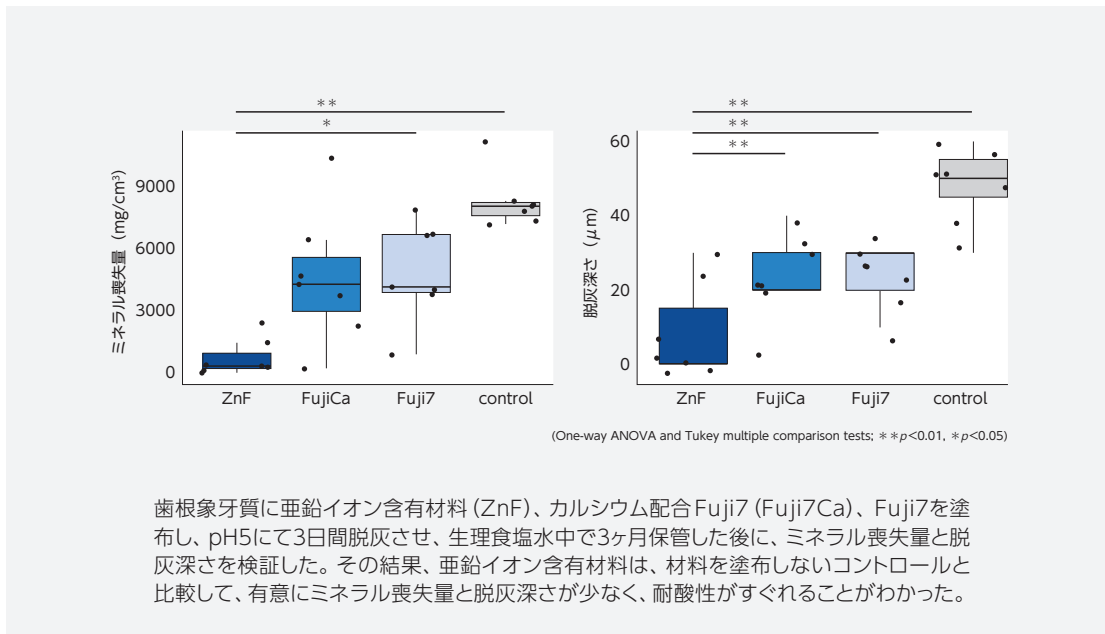 ** **
* **
**
ミネラル喪失量 (mg/cm³)
9000
6000
3000
0
ZnF FujiCa Fuji7 control
脱灰深さ (μm)
60
40
20
0
ZnF FujiCa Fuji7 control
(One-way ANOVA and Tukey multiple comparison tests; **p<0.01, *p<0.05)
歯根象牙質に亜鉛イオン含有材料(ZnF)、カルシウム配合Fuji7(Fuji7Ca)、Fuji7を塗
布し、pH5にて3日間脱灰させ、生理食塩水中で3ヶ月保管した後に、ミネラル喪失量と脱
灰深さを検証した。その結果、亜鉛イオン含有材料は、材料を塗布しないコントロールと
比較して、有意にミネラル喪失量と脱灰深さが少なく、耐酸性がすぐれることがわかった。